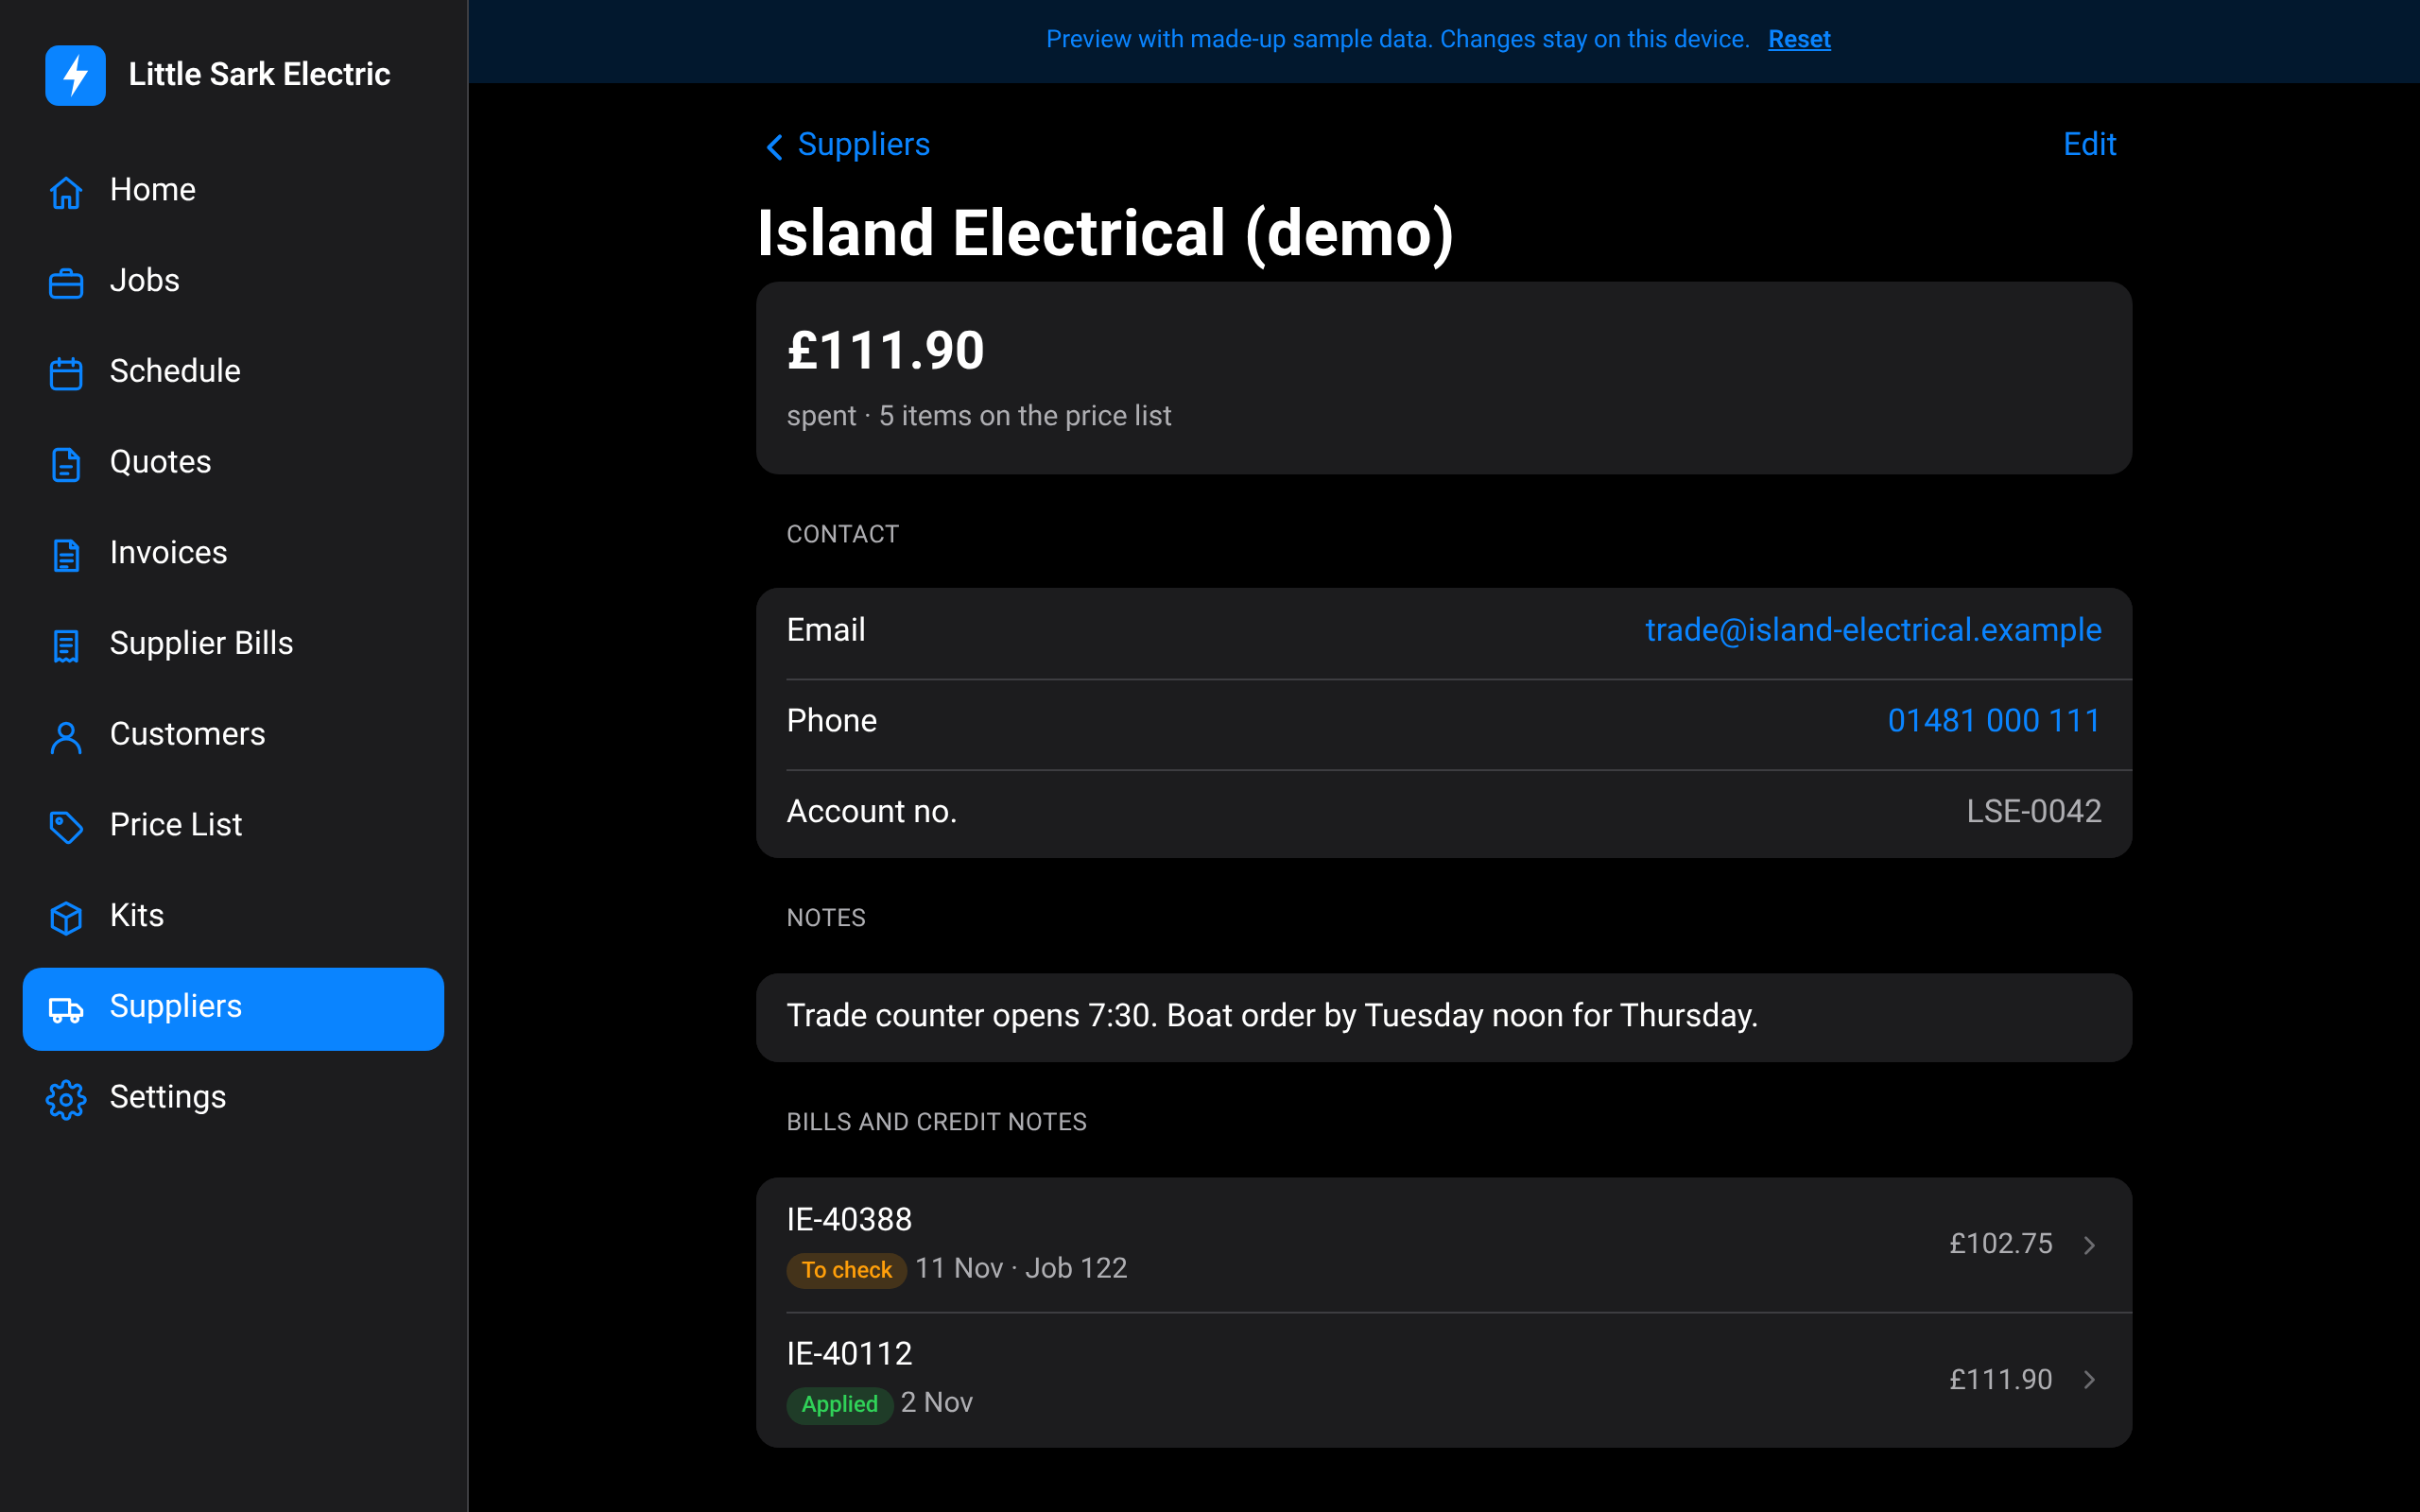 Little Sark Electric
Home
Jobs
Schedule
Quotes
Invoices
Supplier Bills
Customers
Price List
Kits
Suppliers
Settings
Preview with made-up sample data. Changes stay on this device. Reset
Suppliers
Edit
Island Electrical (demo)
£111.90
spent · 5 items on the price list
CONTACT
Email trade@island-electrical.example
Phone 01481 000 111
Account no. LSE-0042
NOTES
Trade counter opens 7:30. Boat order by Tuesday noon for Thursday.
BILLS AND CREDIT NOTES
IE-40388
To check 11 Nov · Job 122
£102.75
IE-40112
Applied 2 Nov
£111.90